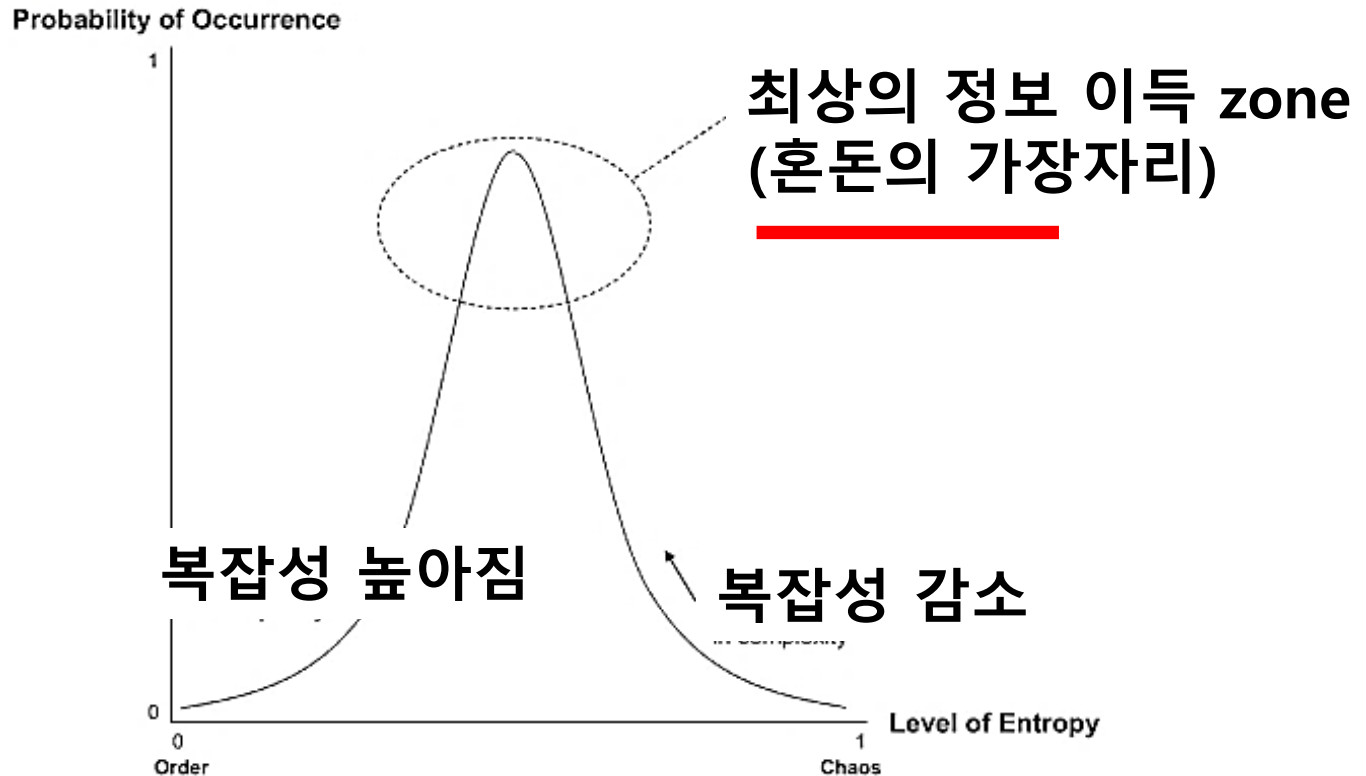 Probability of Occurrence
1
최상의 정보 이득 zone
(혼돈의 가장자리)
복잡성 높아짐
복잡성 감소
in complexity
0
Level of Entropy
0
1
Order
Chaos